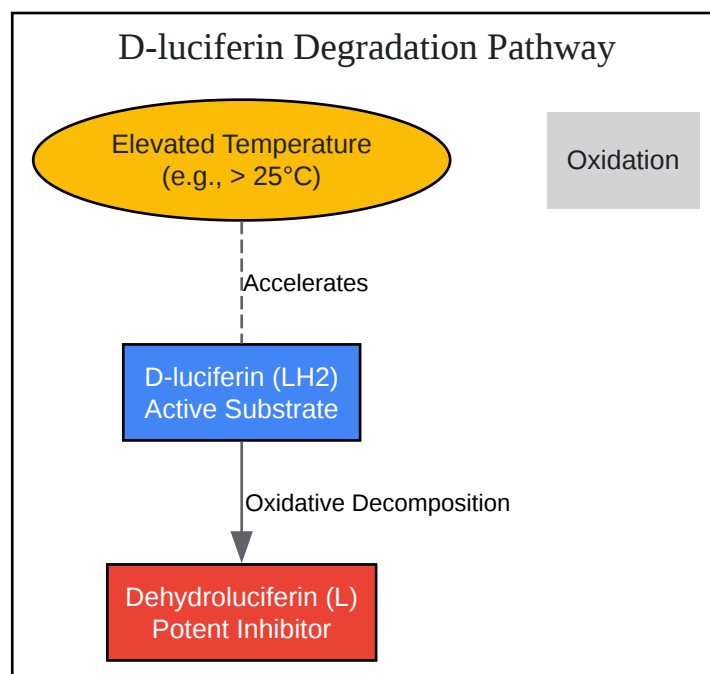 D-luciferin Degradation Pathway
Elevated Temperature
(e.g., > 25°C)
Oxidation
Accelerates
D-luciferin (LH2)
Active Substrate
Oxidative Decomposition
Dehydroluciferin (L)
Potent Inhibitor